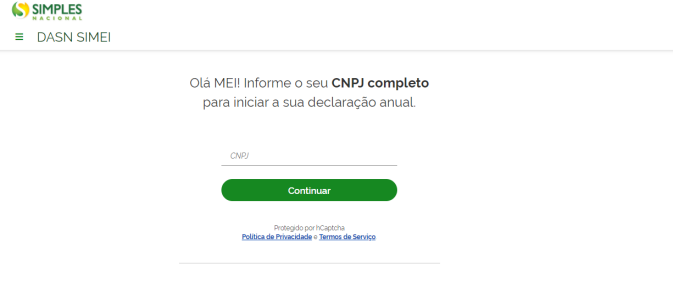 SIMPLES
NACIONAL
DASN SIMEI
Olá MEI! Informe o seu CNPJ completo
para iniciar a sua declaração anual.
CNPJ
Continuar
Protegido por hCaptcha
Política de Privacidade e Termos de Serviço